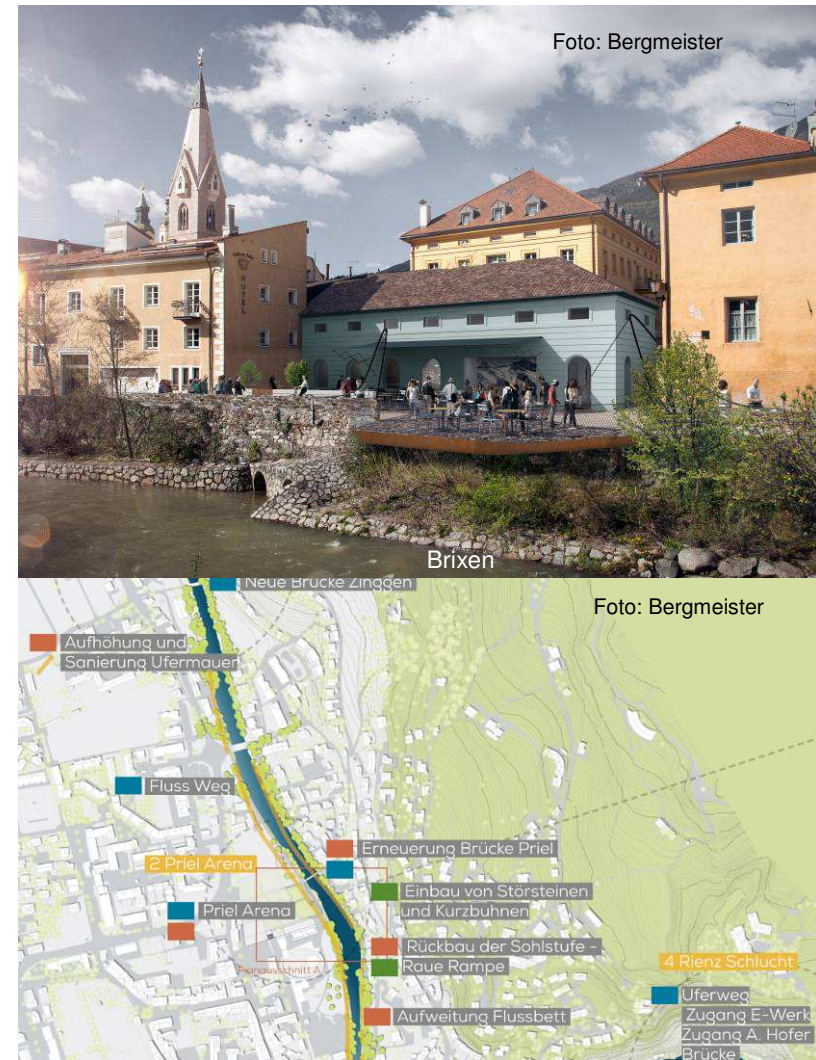 Foto: Bergmeister
HOTEL
Brixen
Neue Brücke Zinggen
Foto: Bergmeister
Aufhöhung und
Sanierung Ufermauer
Fluss Weg
Erneuerung Brücke Priel
2 Priel Arena
Einbau von Störsteinen
und Kurzbuhnen
Priel Arena
Rückbau der Sohlstufe -
Raue Rampe
Planausschnitt A
4 Rienz Schlucht
Uferweg
Zugang E-Werk
Zugang A. Hofer
Brücke
Aufweitung Flussbett